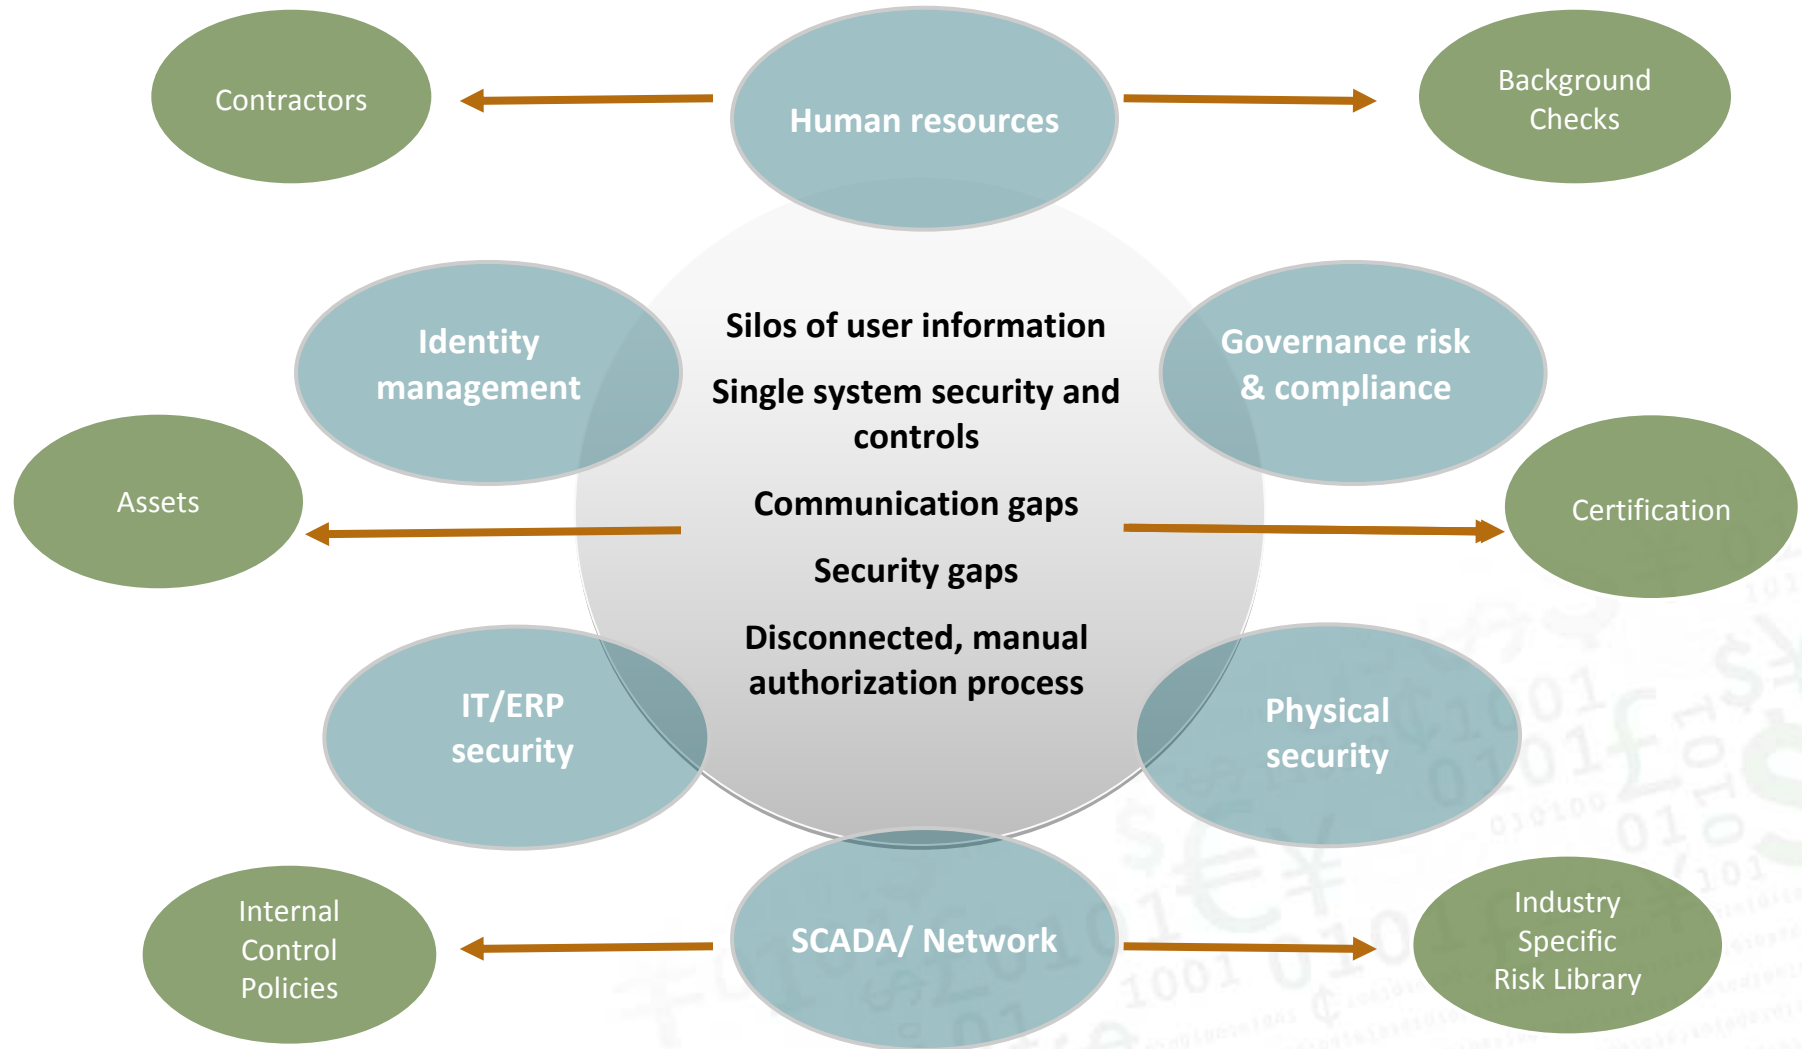 Contractors
Human resources
Background
Checks
Identity
management
Silos of user information
Single system security and
controls
Communication gaps
Security gaps
Disconnected, manual
authorization process
Governance risk
& compliance
Assets
Certification
IT/ERP
security
Physical
security
Internal
Control
Policies
SCADA/ Network
Industry
Specific
Risk Library